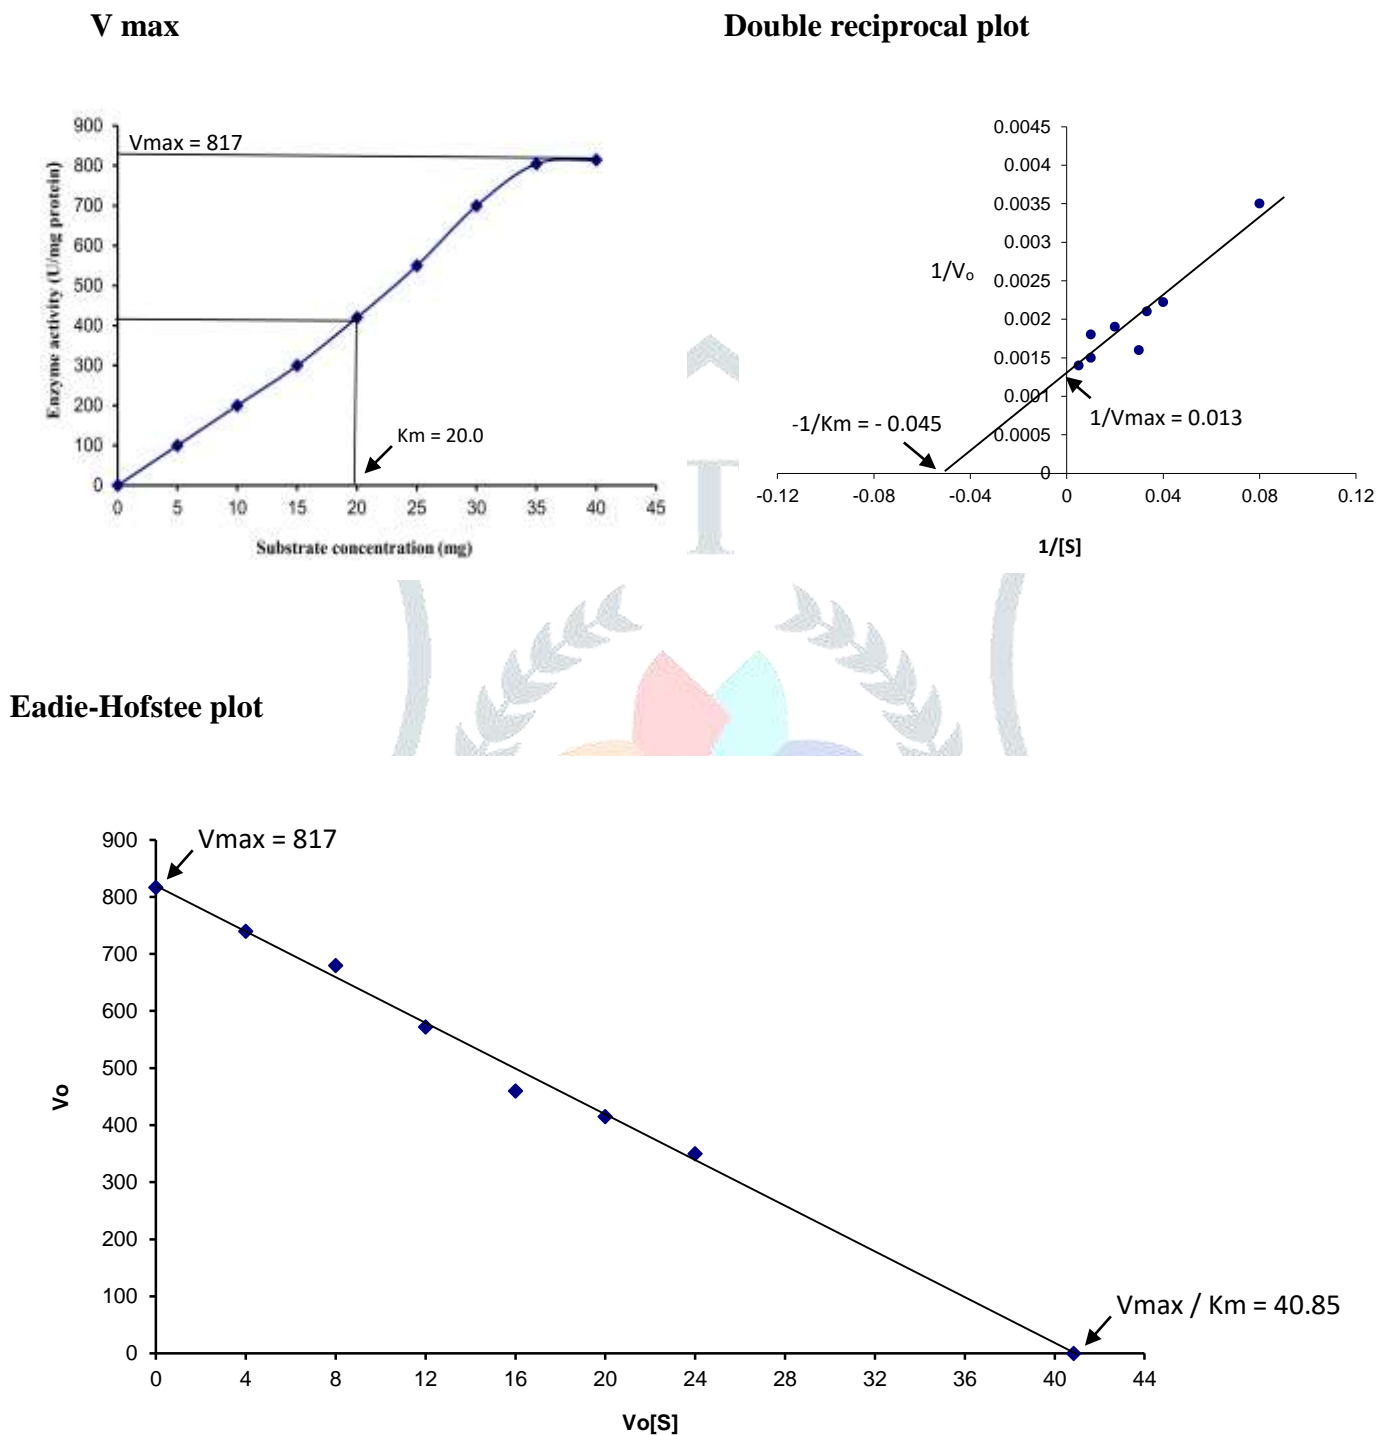 V max
Double reciprocal plot
900
800
700
600
500
400
300
200
100
0
Enzyme activity (U/mg protein)
Vmax = 817
Km = 20.0
0 5 10 15 20 25 30 35 40 45
Substrate concentration (mg)
0.0045
0.004
0.0035
0.003
0.0025
0.002
0.0015
0.001
0.0005
0
1/Vₒ
1/Vmax = 0.013
-1/Km = - 0.045
-0.12 -0.08 -0.04 0 0.04 0.08 0.12
1/[S]
I
Eadie-Hofstee plot
900
800
700
600
500
400
300
200
100
0
Vo
Vmax = 817
Vmax / Km = 40.85
0 4 8 12 16 20 24 28 32 36 40 44
Vo[S]